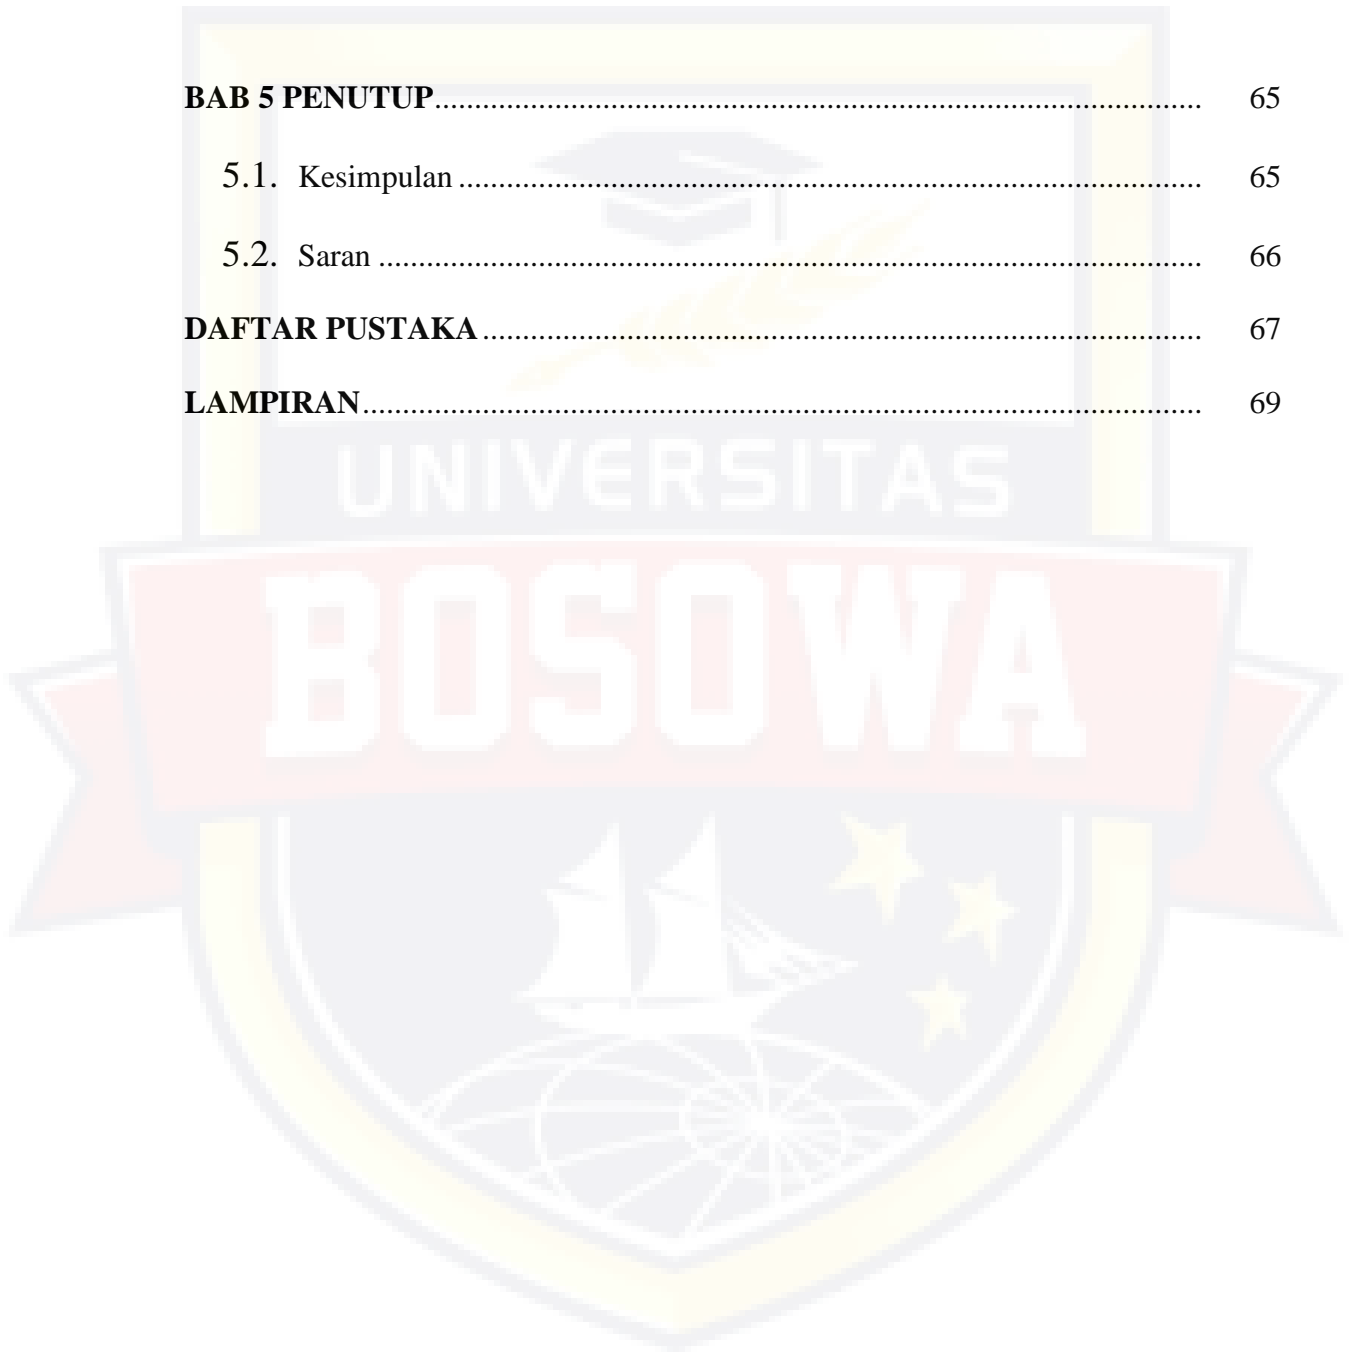 BAB 5 PENUTUP........................................................................................ 65
5.1. Kesimpulan ..................................................................................... 65
5.2. Saran .............................................................................................. 66
DAFTAR PUSTAKA .................................................................................. 67
LAMPIRAN................................................................................................ 69
UNIVERSITAS
BOSOWA